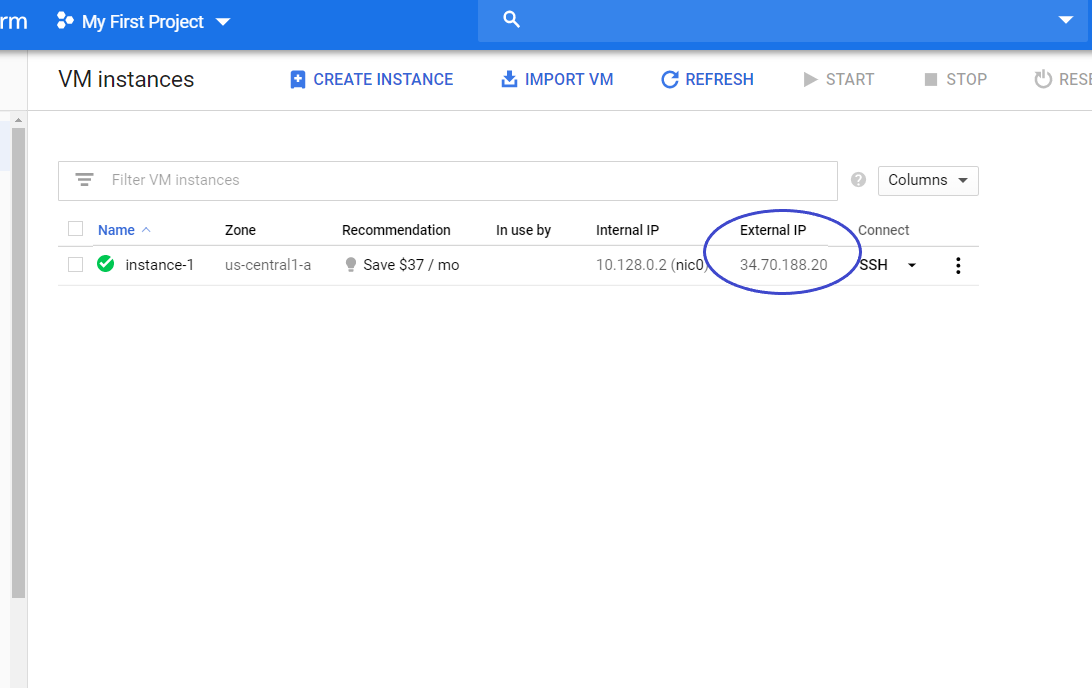 rm My First Project
VM instances CREATE INSTANCE IMPORT VM REFRESH START STOP RESE
Filter VM instances Columns
Name Zone Recommendation In use by Internal IP External IP Connect
instance-1 us-central1-a Save $37 / mo 10.128.0.2 (nic0) 34.70.188.20 SSH